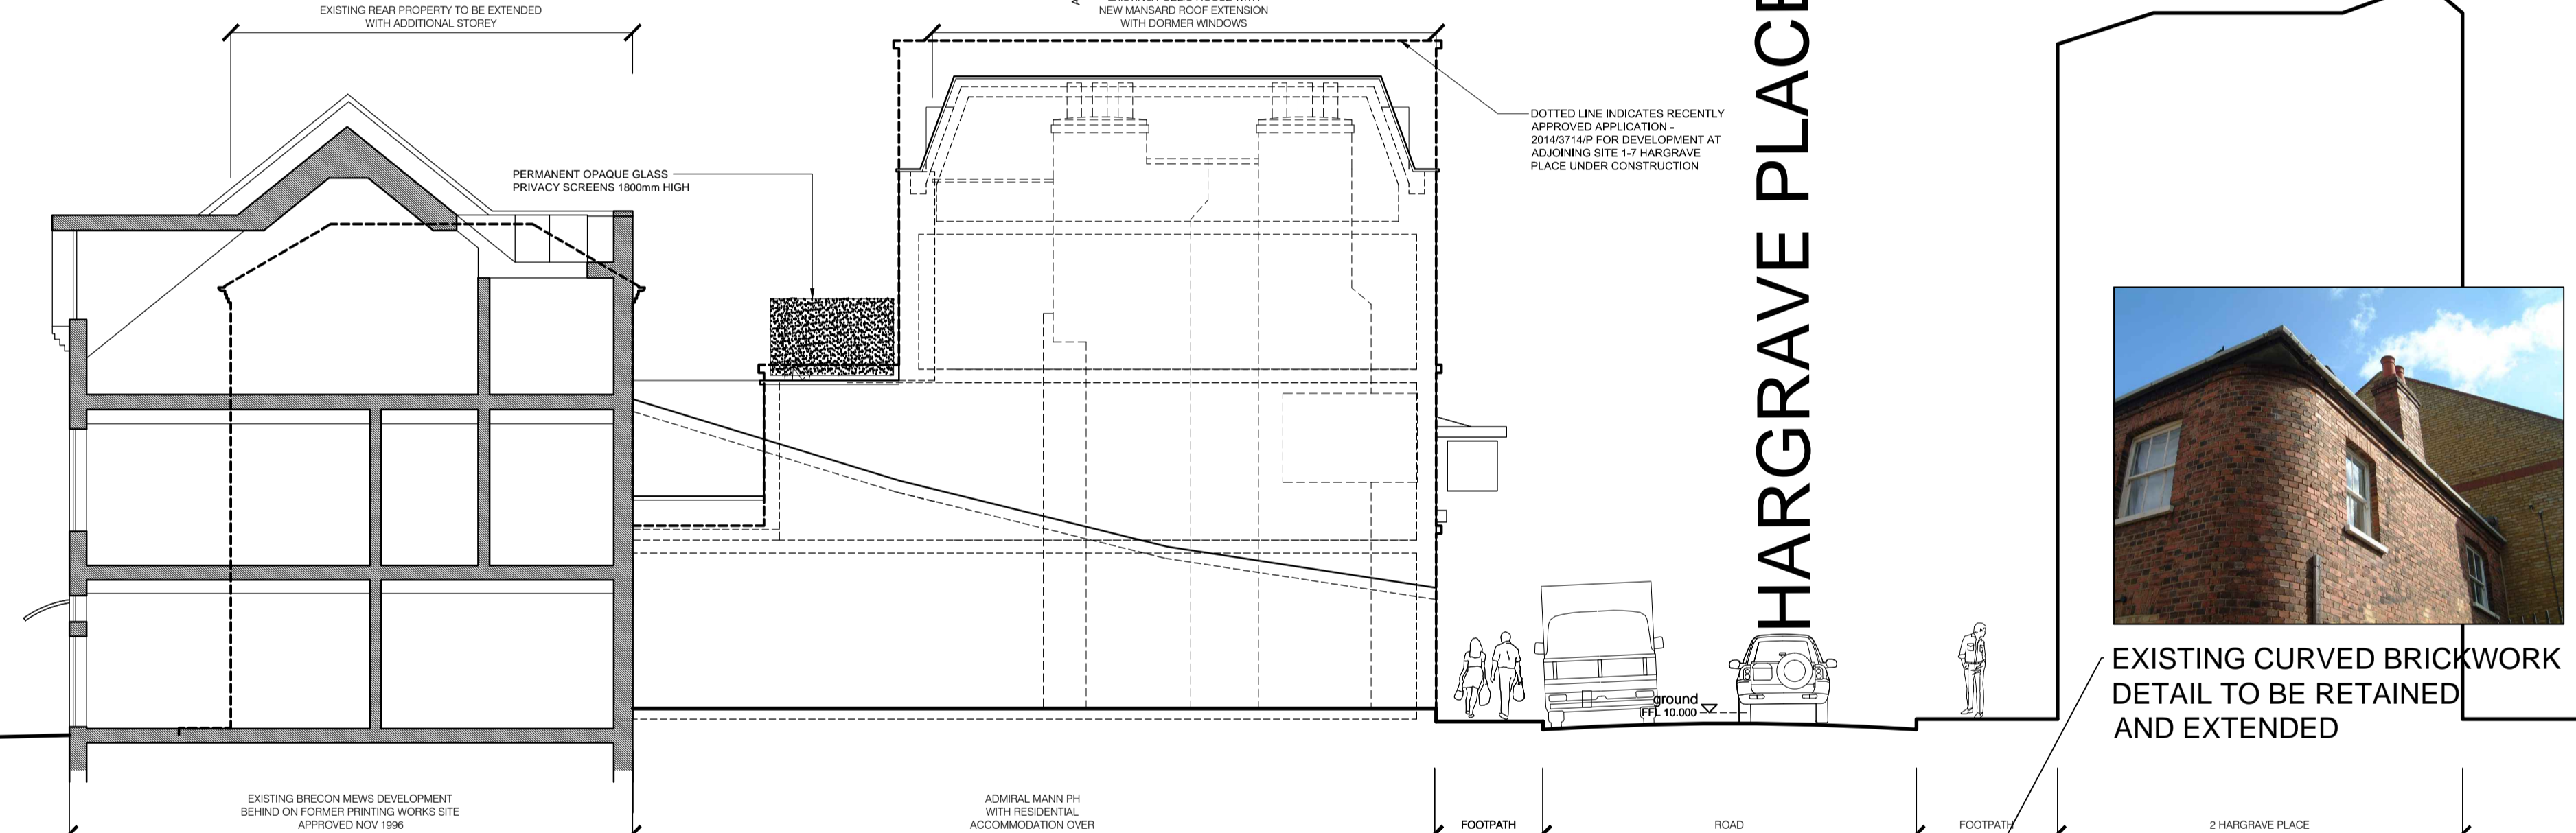 EXISTING REAR PROPERTY TO BE EXTENDED
WITH ADDITIONAL STOREY
NEW MANSARD ROOF EXTENSION
WITH DORMER WINDOWS
PERMANENT OPAQUE GLASS
PRIVACY SCREENS 1800mm HIGH
DOTTED LINE INDICATES RECENTLY
APPROVED APPLICATION -
2014/3714/P FOR DEVELOPMENT AT
ADJOINING SITE 1-7 HARGRAVE
PLACE UNDER CONSTRUCTION
HARGRAVE PLACE
ground
FFL 10.000
EXISTING CURVED BRICKWORK
DETAIL TO BE RETAINED
AND EXTENDED
EXISTING BRECON MEWS DEVELOPMENT
BEHIND ON FORMER PRINTING WORKS SITE
APPROVED NOV 1996
ADMIRAL MANN PH
WITH RESIDENTIAL
ACCOMMODATION OVER
FOOTPATH
ROAD
FOOTPATH
2 HARGRAVE PLACE